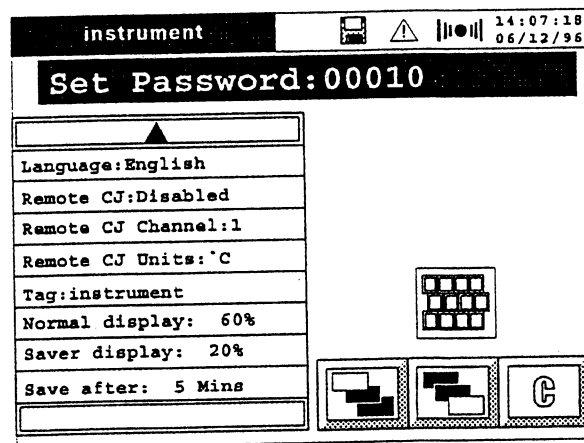 instrument
14:07:18
06/12/96
Set Password:00010
Language:English
Remote CJ:Disabled
Remote CJ Channel:1
Remote CJ Units:°C
Tag:instrument
Normal display: 60%
Saver display: 20%
Save after: 5 Mins
C